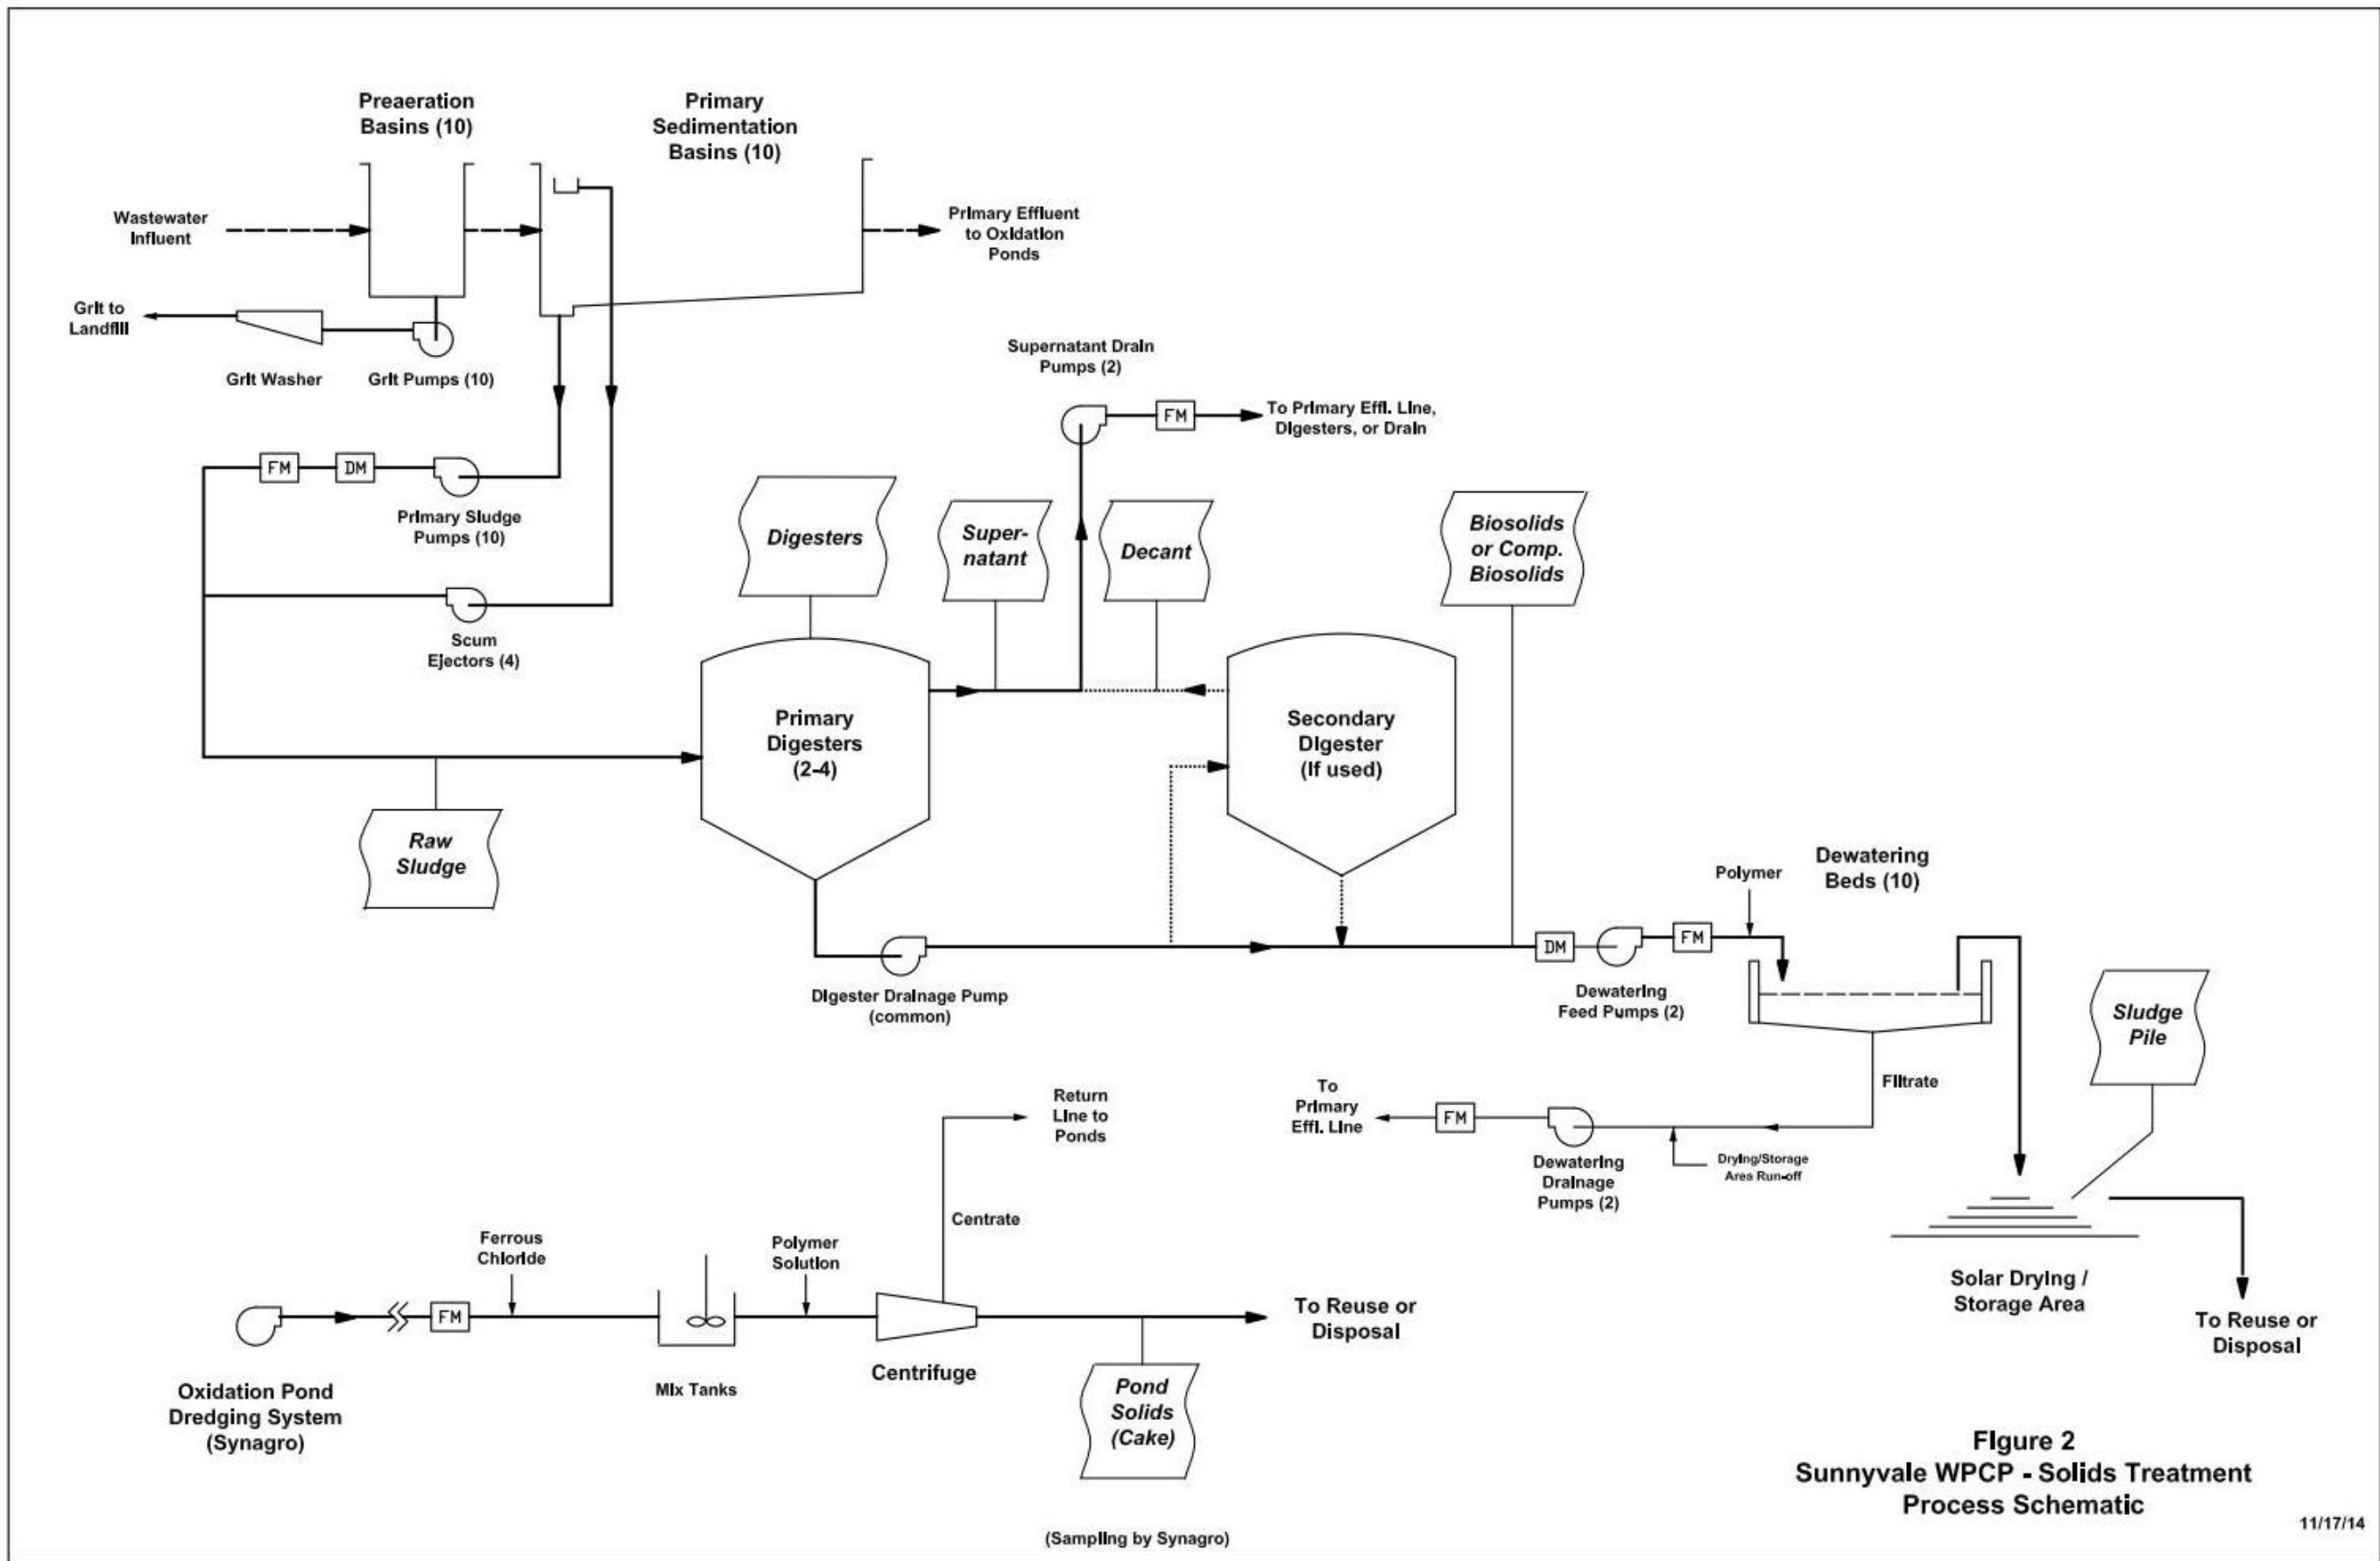 Preaeration
Basins (10)
Primary
Sedimentation
Basins (10)
Wastewater
Influent
Primary Effluent
to Oxidation
Ponds
Grit to
Landfill
Grit Washer
Grit Pumps (10)
Supernatant Drain
Pumps (2)
FM
To Primary Effl. Line,
Digesters, or Drain
FM
DM
Primary Sludge
Pumps (10)
Digesters
Super-
natant
Decant
Biosolids
or Comp.
Biosolids
Scum
Ejectors (4)
Primary
Digesters
(2-4)
Secondary
Digester
(If used)
Raw
Sludge
Polymer
Dewatering
Beds (10)
DM
FM
Digester Drainage Pump
(common)
Dewatering
Feed Pumps (2)
Sludge
Pile
Filtrate
To
Primary
Effl. Line
FM
Dewatering
Drainage
Pumps (2)
Drying/Storage
Area Run-off
Return
Line to
Ponds
Centrate
Ferrous
Chloride
Polymer
Solution
FM
Solar Drying /
Storage Area
To Reuse or
Disposal
To Reuse or
Disposal
Oxidation Pond
Dredging System
(Synagro)
Mix Tanks
Centrifuge
Pond
Solids
(Cake)
(Sampling by Synagro)
Figure 2
Sunnyvale WPCP - Solids Treatment
Process Schematic
11/17/14